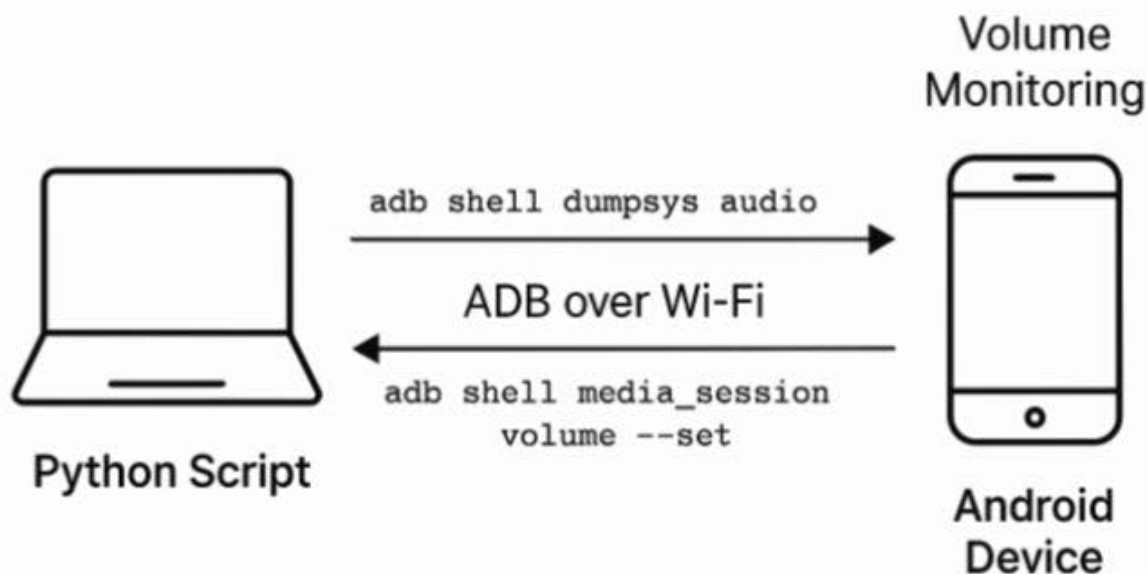 Volume
Monitoring
adb shell dumpsys audio
ADB over Wi-Fi
adb shell media_session
volume --set
Python Script
Android
Device